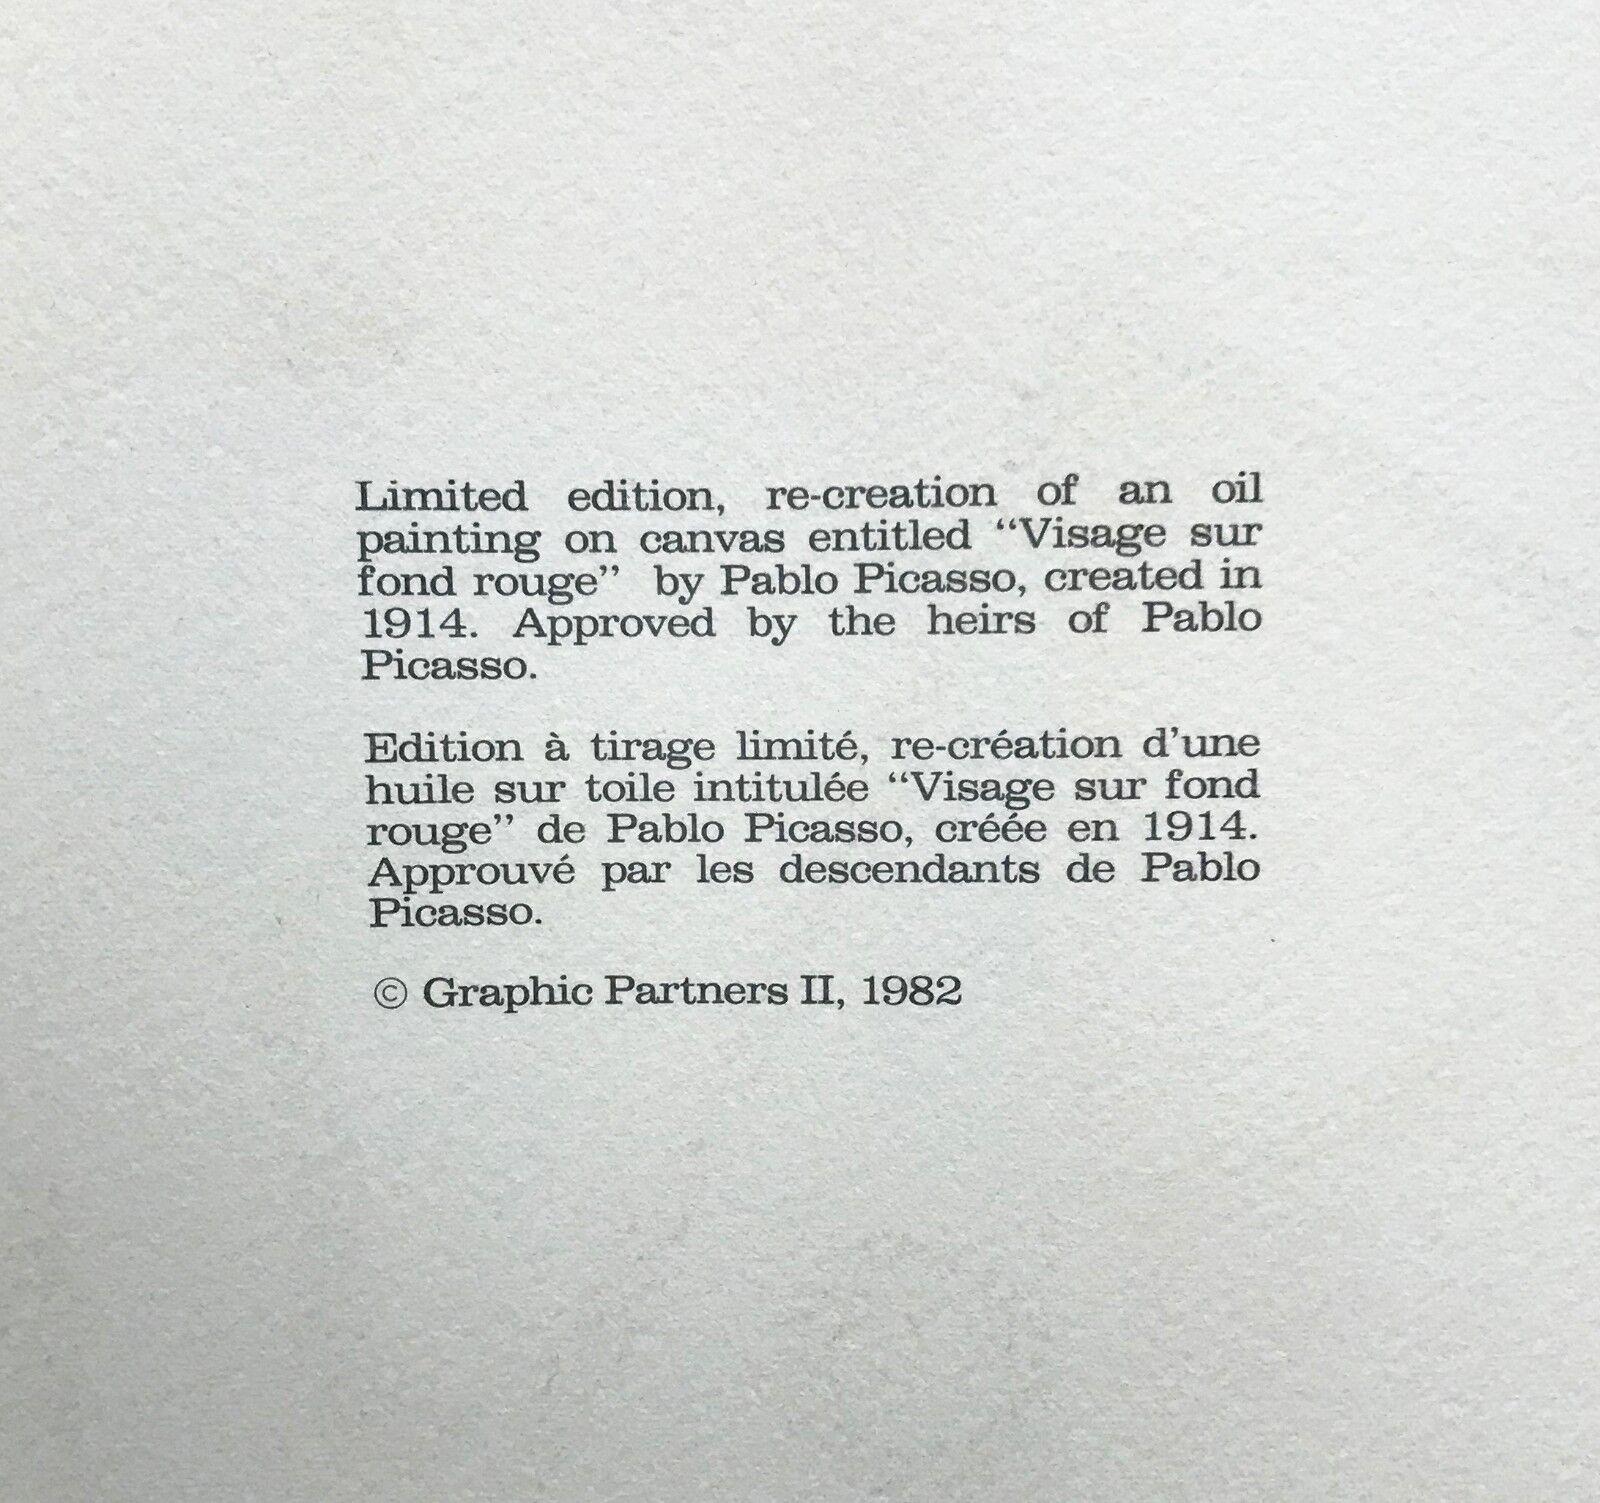 Limited edition, re-creation of an oil
painting on canvas entitled “Visage sur
fond rouge” by Pablo Picasso, created in
1914. Approved by the heirs of Pablo
Picasso.
Edition à tirage limité, re-création d'une
huile sur toile intitulée “Visage sur fond
rouge” de Pablo Picasso, créée en 1914.
Approuvé par les descendants de Pablo
Picasso.
© Graphic Partners II, 1982